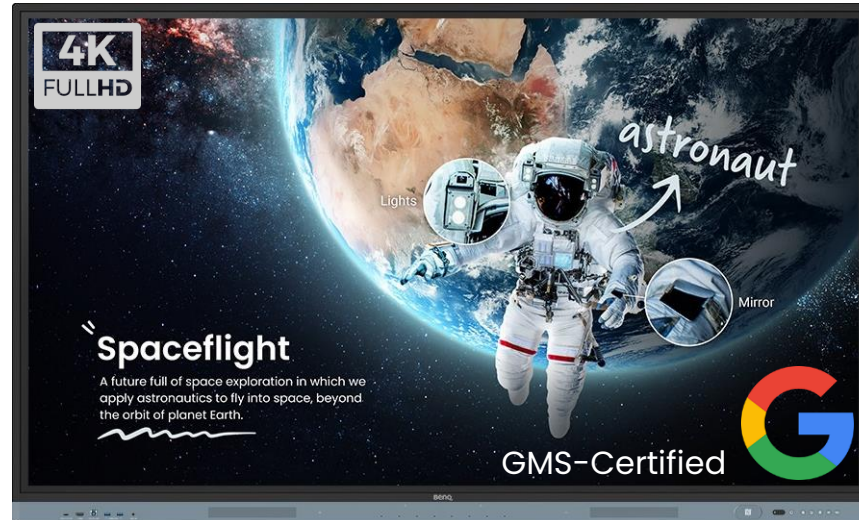 4K
FULLHD
astronaut
Lights
Mirror
Spaceflight
A future full of space exploration in which we
apply astronautics to fly into space, beyond
the orbit of planet Earth.
GMS-Certified
G
BenQ